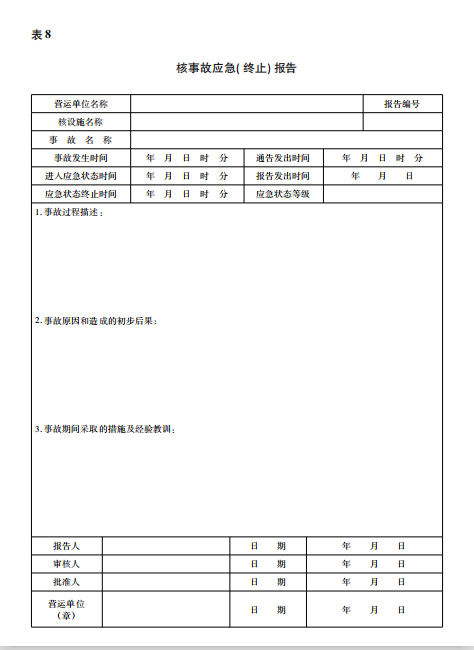 表 8
核事故应急( 终止) 报告
营运单位名称 报告编号
核设施名称
事 故 名 称
事故发生时间 年 月 日 时 分 通告发出时间 年 月 日 时 分
进入应急状态时间 年 月 日 时 分 报告发出时间 年 月 日
应急状态终止时间 年 月 日 时 分 应急状态等级
1. 事故过程描述：
2. 事故原因和造成的初步后果：
3. 事故期间采取的措施及经验教训：
报告人 日 期 年 月 日
审核人 日 期 年 月 日
批准人 日 期 年 月 日
营运单位
（章） 日 期 年 月 日